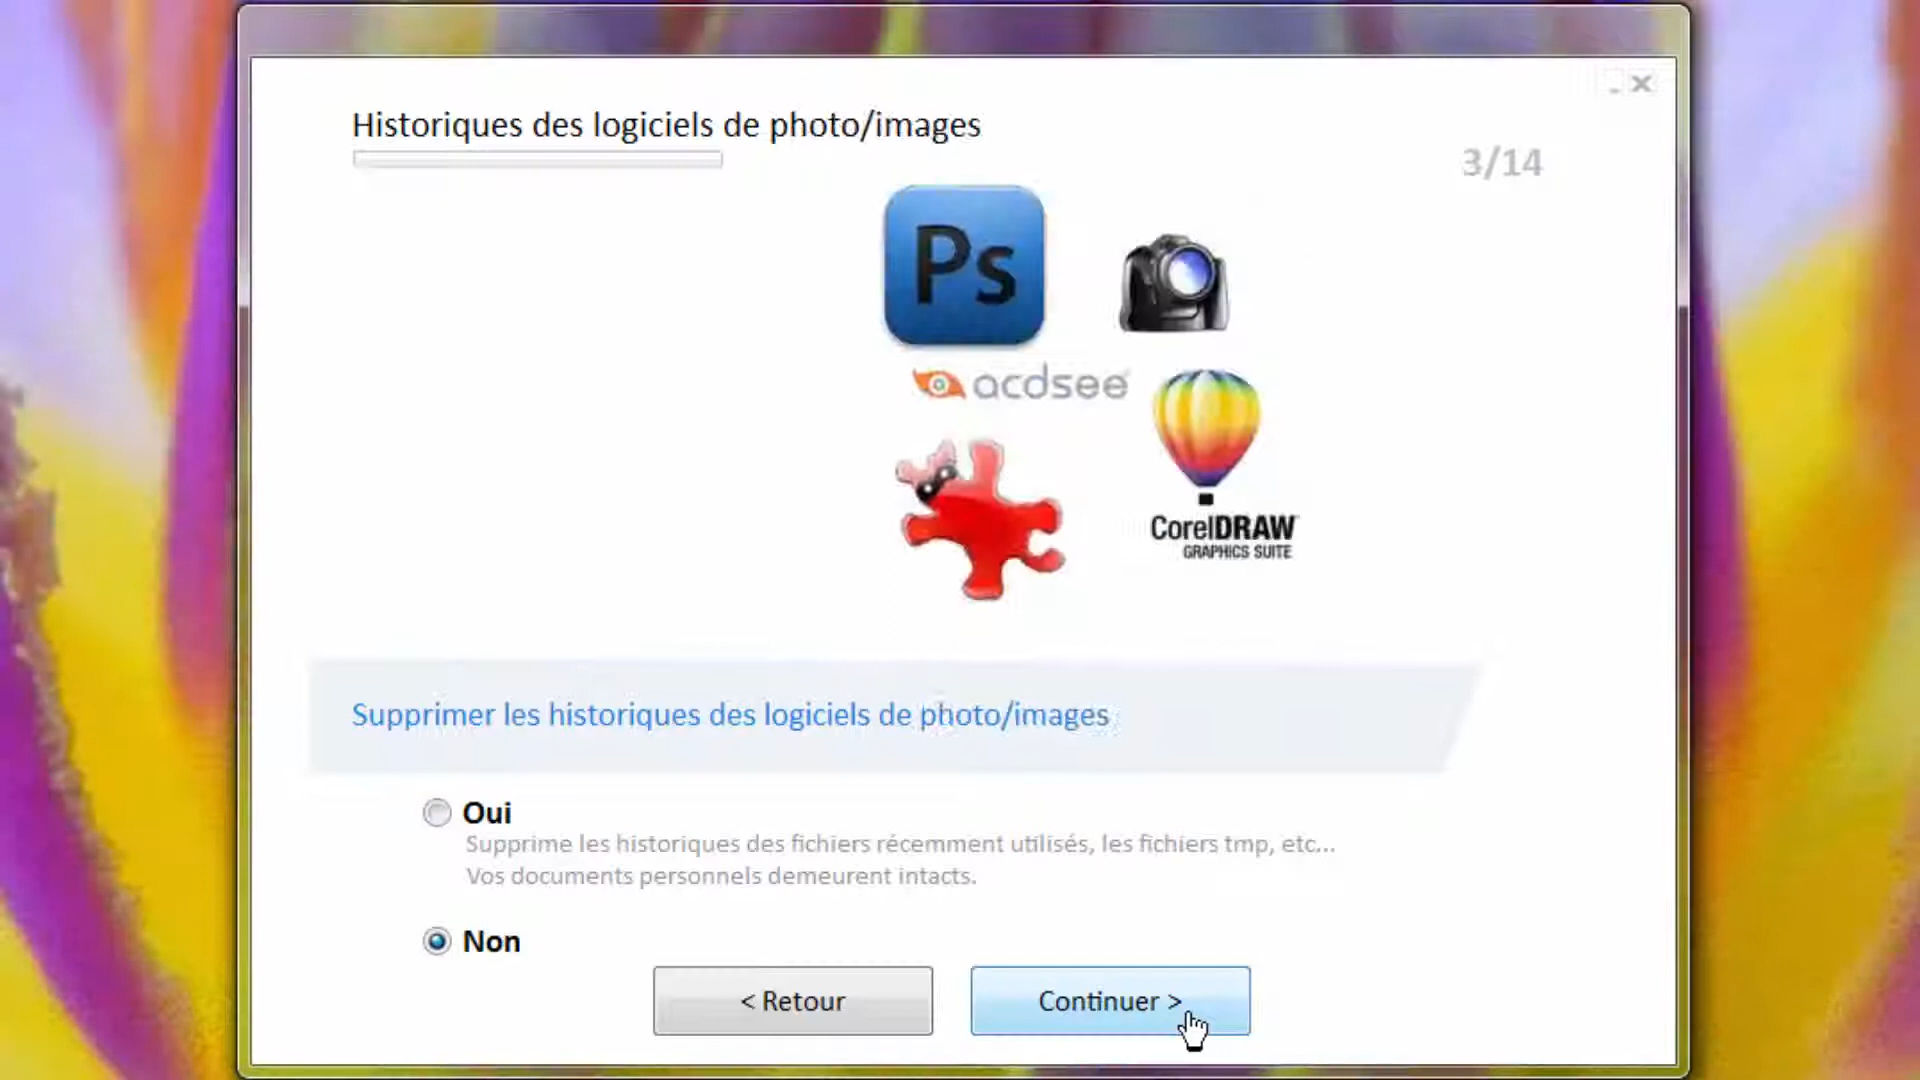 Historiques des logiciels de photo/images
3/14
Ps
acdsee
CorelDRAW
GRAPHICS SUITE
Supprimer les historiques des logiciels de photo/images
Oui
Supprime les historiques des fichiers récemment utilisés, les fichiers tmp, etc...
Vos documents personnels demeurent intacts.
Non
< Retour
Continuer >